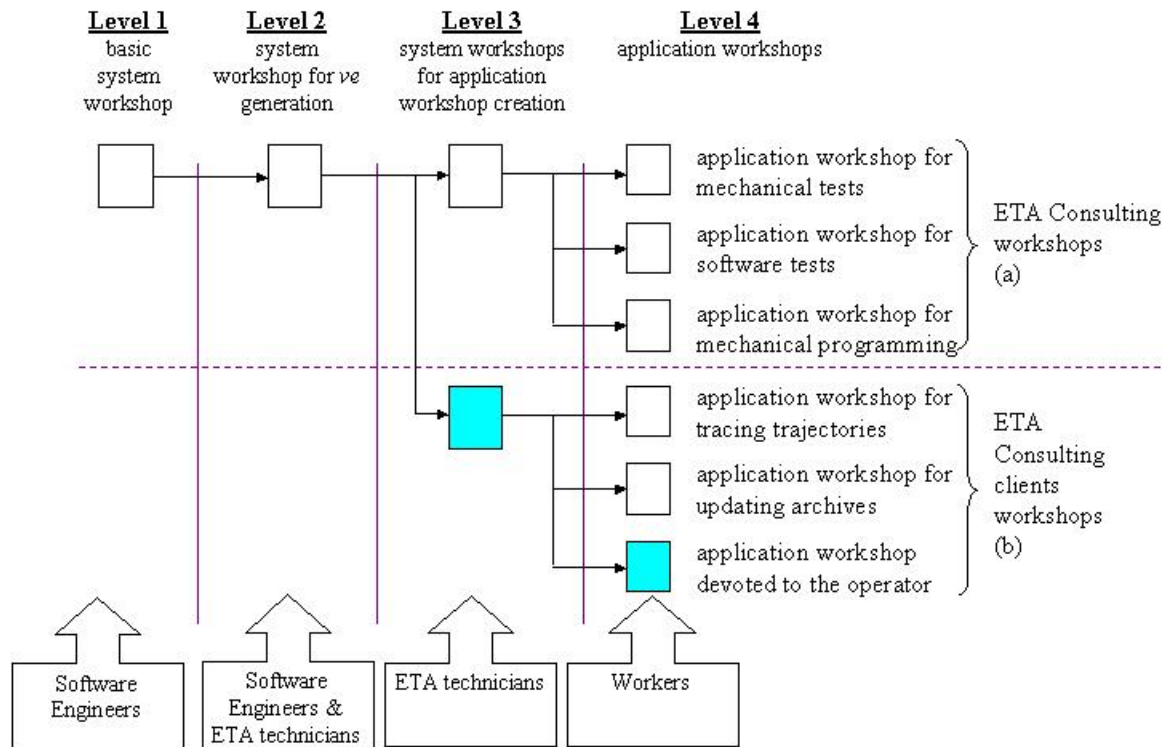 Level 1
basic
system
workshop
Level 2
system
workshop for ve
generation
Level 3
system workshops
for application
workshop creation
Level 4
application workshops
application workshop for
mechanical tests
application workshop for
software tests
application workshop for
mechanical programming
ETA Consulting
workshops
(a)
application workshop for
tracing trajectories
application workshop for
updating archives
application workshop
devoted to the operator
ETA
Consulting
clients
workshops
(b)
Software
Engineers
Software
Engineers &
ETA technicians
ETA technicians
Workers